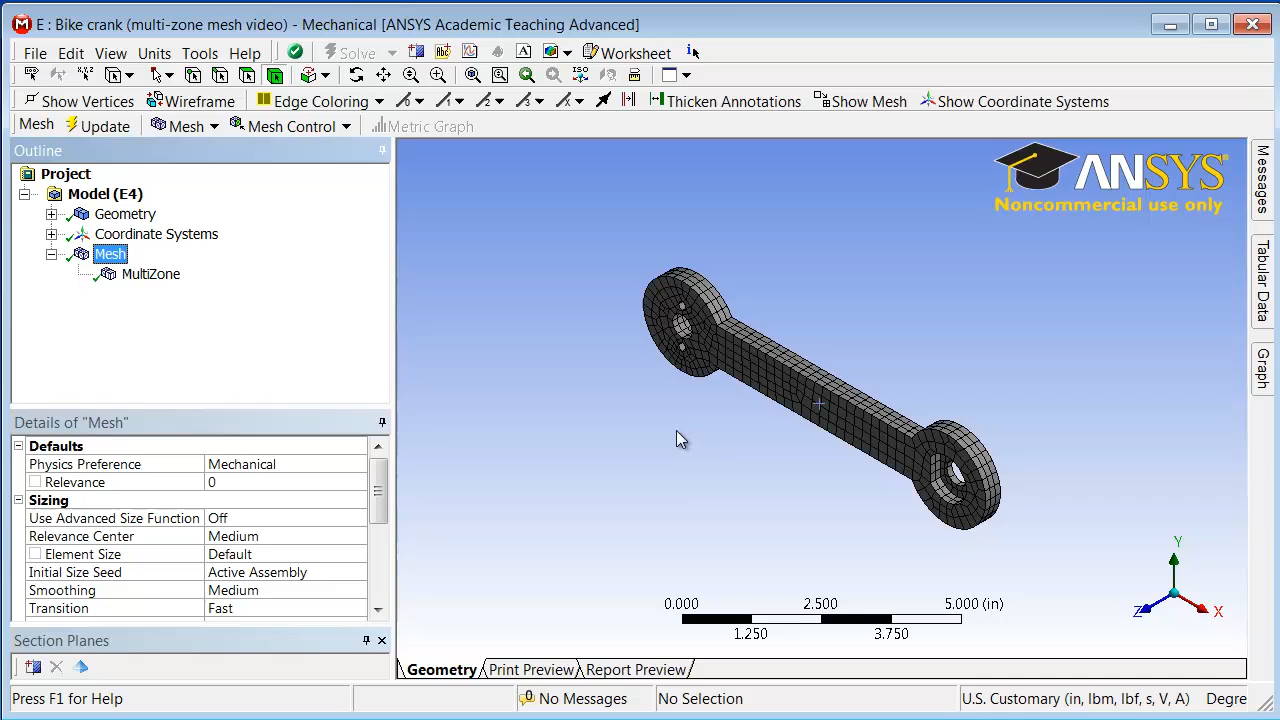 E : Bike crank (multi-zone mesh video) - Mechanical [ANSYS Academic Teaching Advanced]
File Edit View Units Tools Help Solve Worksheet
Show Vertices Wireframe Edge Coloring Thicken Annotations Show Mesh Show Coordinate Systems
Mesh Update Mesh Mesh Control Metric Graph
Outline
Project
Model (E4)
Geometry
Coordinate Systems
Mesh
MultiZone
Details of "Mesh"
Defaults
Physics Preference Mechanical
Relevance 0
Sizing
Use Advanced Size Function Off
Relevance Center Medium
Element Size Default
Initial Size Seed Active Assembly
Smoothing Medium
Transition Fast
Section Planes
ANSYS
Noncommercial use only
Y
Z X
0.000 2.500 5.000 (in)
1.250 3.750
Geometry Print Preview Report Preview
Messages
Tabular Data
Graph
Press F1 for Help 0 No Messages No Selection U.S. Customary (in, lbm, lbf, s, V, A) Degre